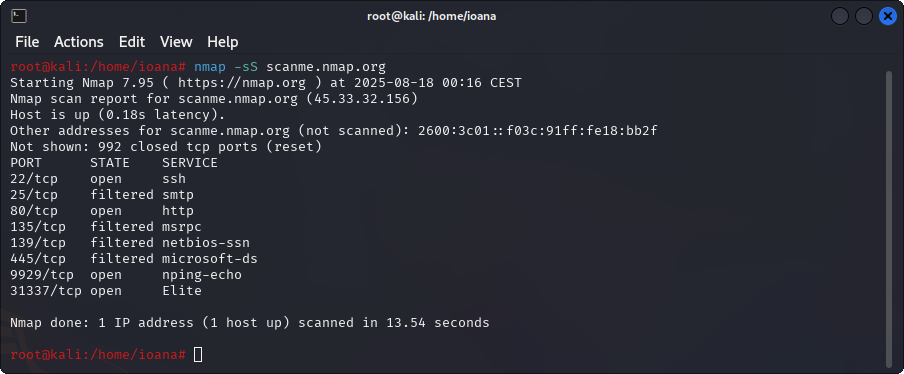 root@kali: /home/ioana
File Actions Edit View Help
root@kali:/home/ioana# nmap -sS scanme.nmap.org
Starting Nmap 7.95 ( https://nmap.org ) at 2025-08-18 00:16 CEST
Nmap scan report for scanme.nmap.org (45.33.32.156)
Host is up (0.18s latency).
Other addresses for scanme.nmap.org (not scanned): 2600:3c01::f03c:91ff:fe18:bb2f
Not shown: 992 closed tcp ports (reset)
PORT      STATE    SERVICE
22/tcp    open     ssh
25/tcp    filtered smtp
80/tcp    open     http
135/tcp   filtered msrpc
139/tcp   filtered netbios-ssn
445/tcp   filtered microsoft-ds
9929/tcp  open     nping-echo
31337/tcp open     Elite
Nmap done: 1 IP address (1 host up) scanned in 13.54 seconds
root@kali:/home/ioana#